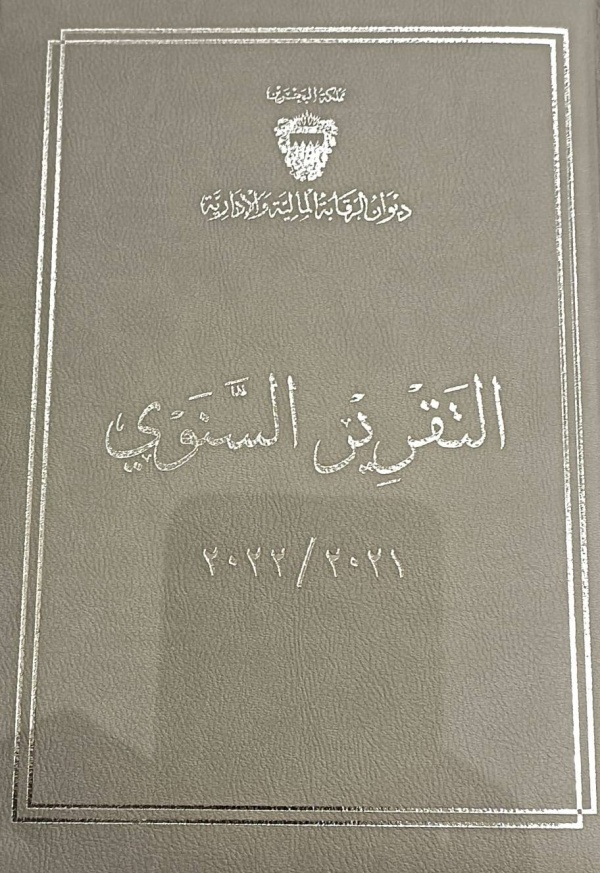 مملكة البحرين
ديوان الرقابة المالية والإدارية
التقرير السنوي
٢٠٢١/٢٠٢٢